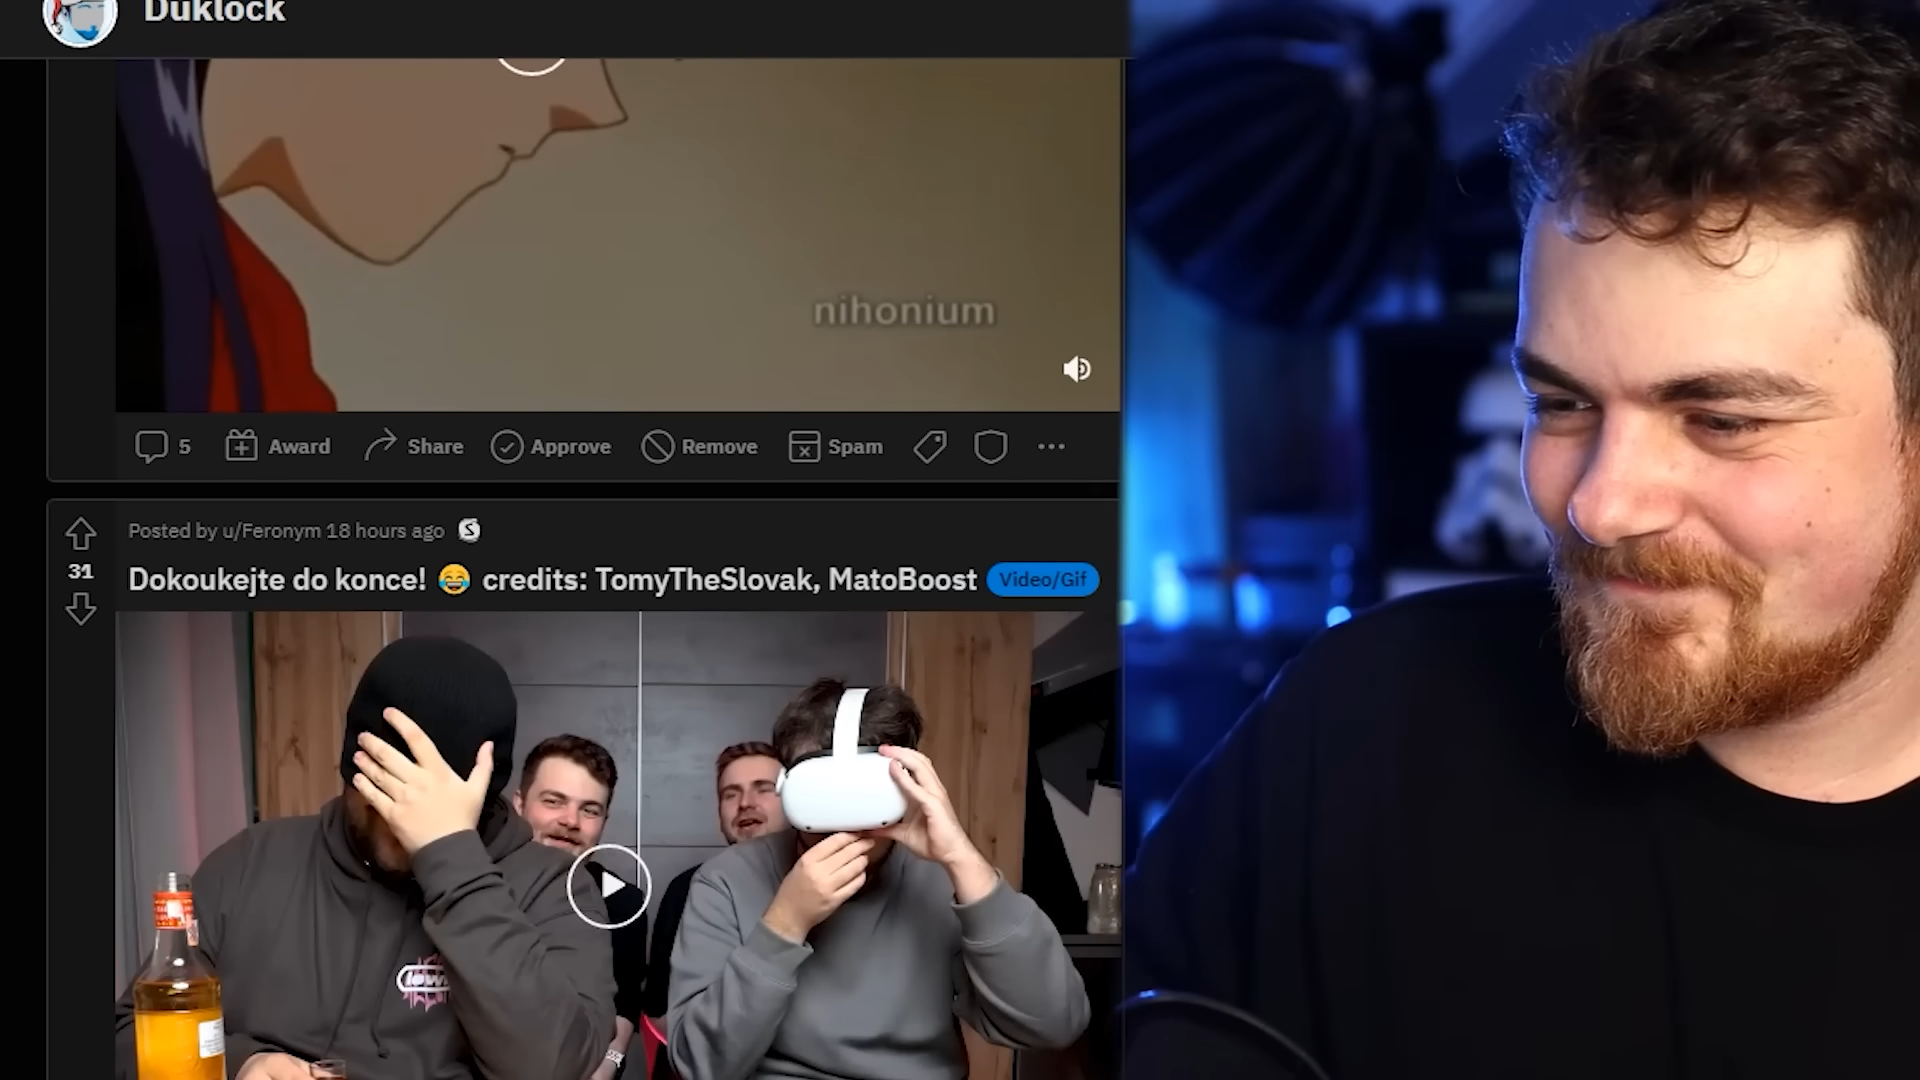 Duklock
nihonium
5 Award Share Approve Remove Spam
Posted by u/Feronym 18 hours ago
31
Dokoukejte do konce! 😂 credits: TomyTheSlovak, MatoBoost Video/Gif